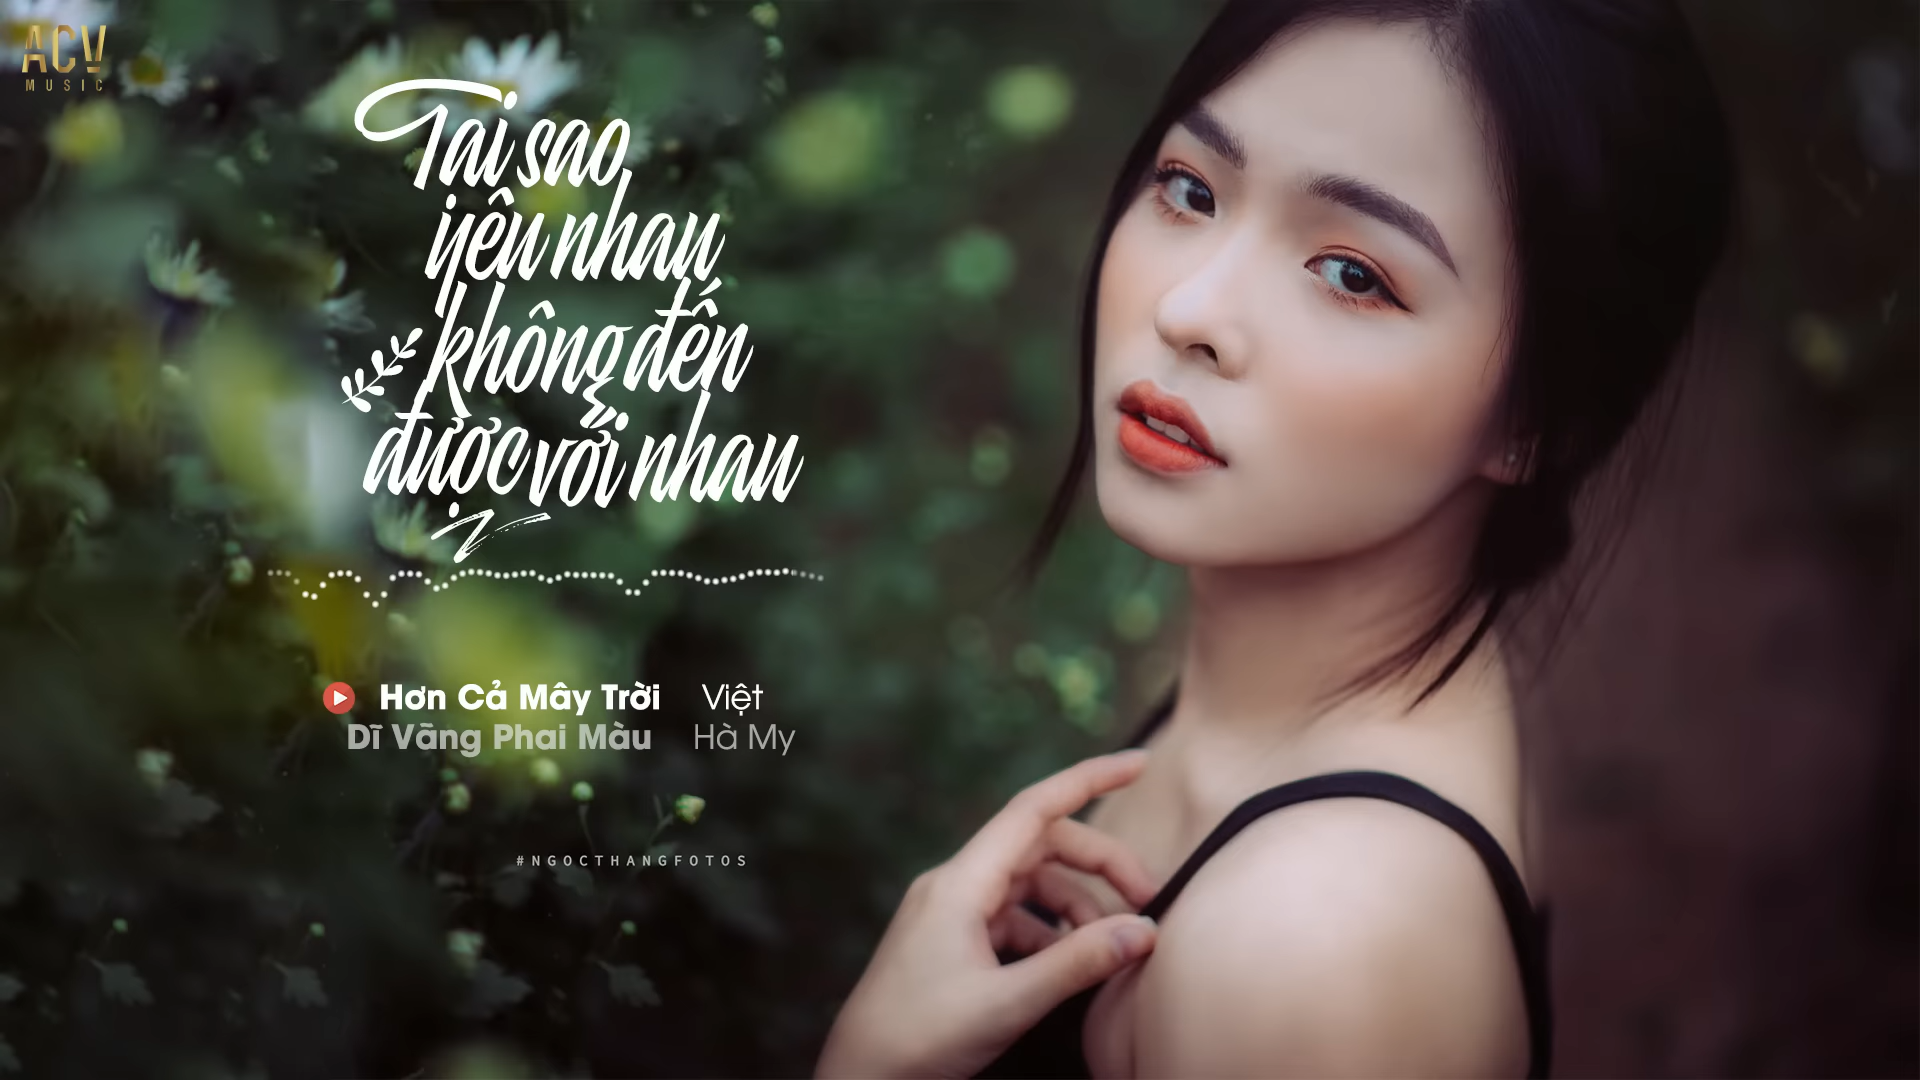 ACV
MUSIC
Tại sao
yêu nhau
không đến
được với nhau
Hơn Cả Mây Trời Việt
Dĩ Vãng Phai Màu Hà My
#NGOCTHANGFOTOS